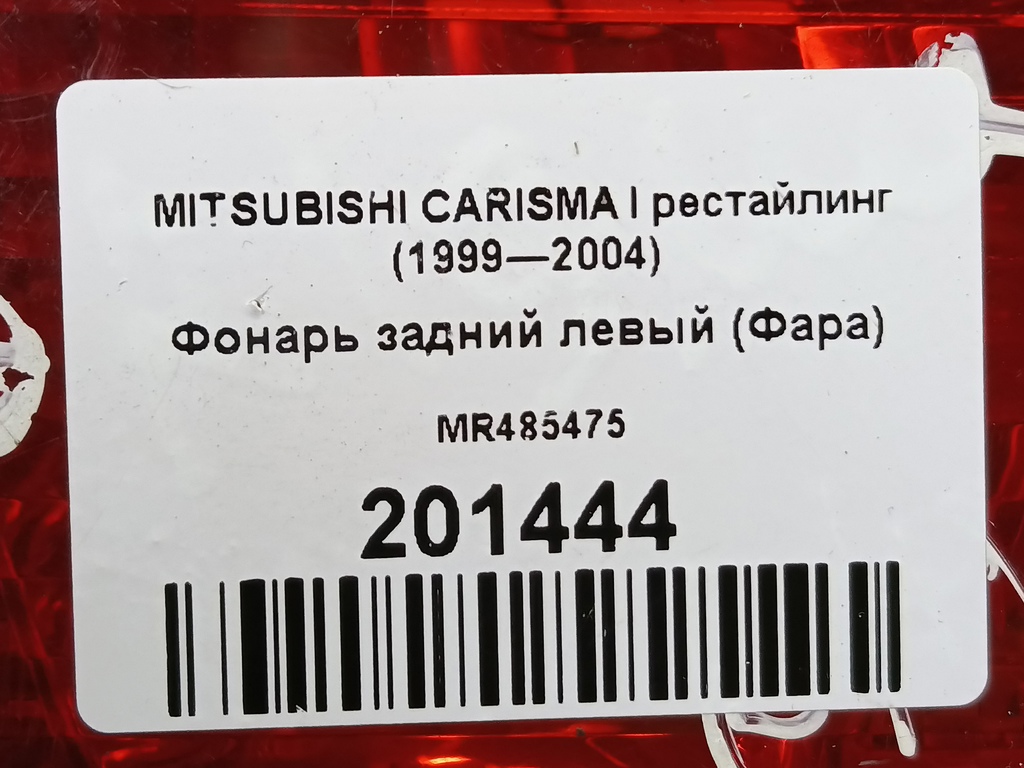 MITSUBISHI CARISMA I рестайлинг
(1999—2004)
Фонарь задний левый (Фара)
MR485475
201444